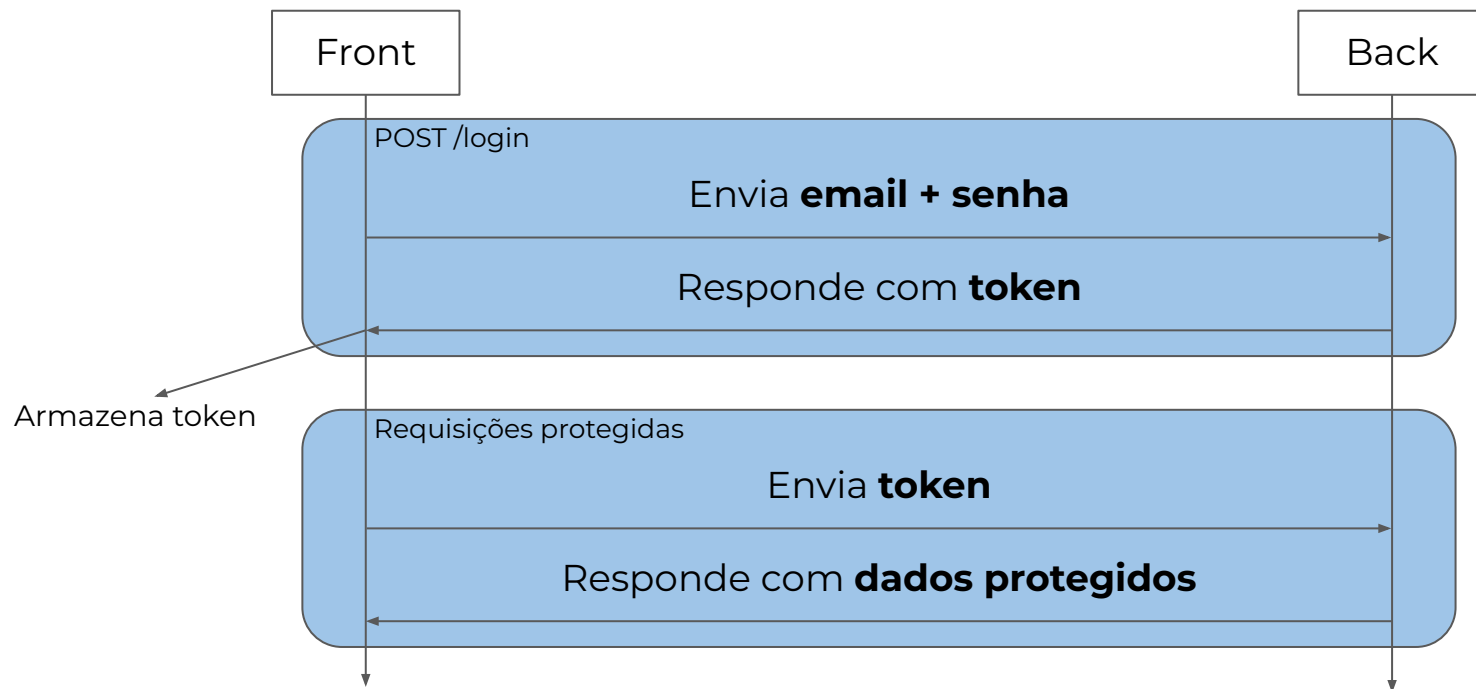 Front
Back
POST /login
Envia email + senha
Responde com token
Armazena token
Requisições protegidas
Envia token
Responde com dados protegidos